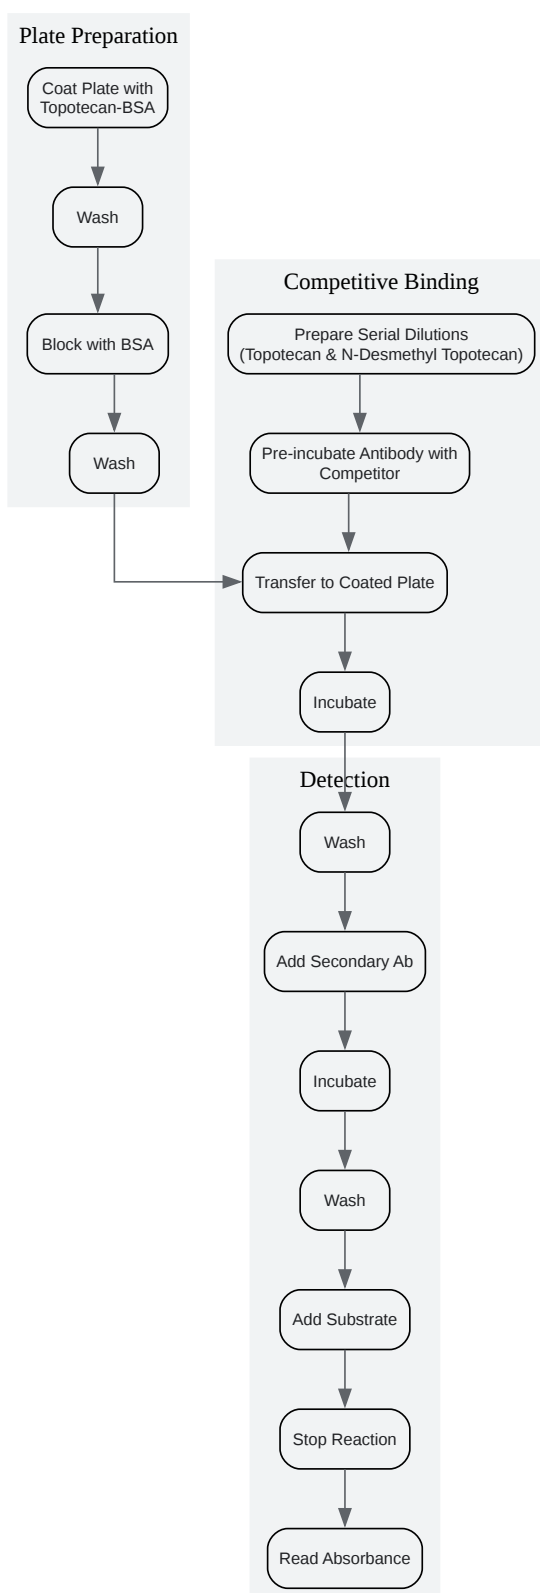 Plate Preparation
Coat Plate with
Topotecan-BSA
Wash
Block with BSA
Wash
Competitive Binding
Prepare Serial Dilutions
(Topotecan & N-Desmethyl Topotecan)
Pre-incubate Antibody with
Competitor
Transfer to Coated Plate
Incubate
Detection
Wash
Add Secondary Ab
Incubate
Wash
Add Substrate
Stop Reaction
Read Absorbance